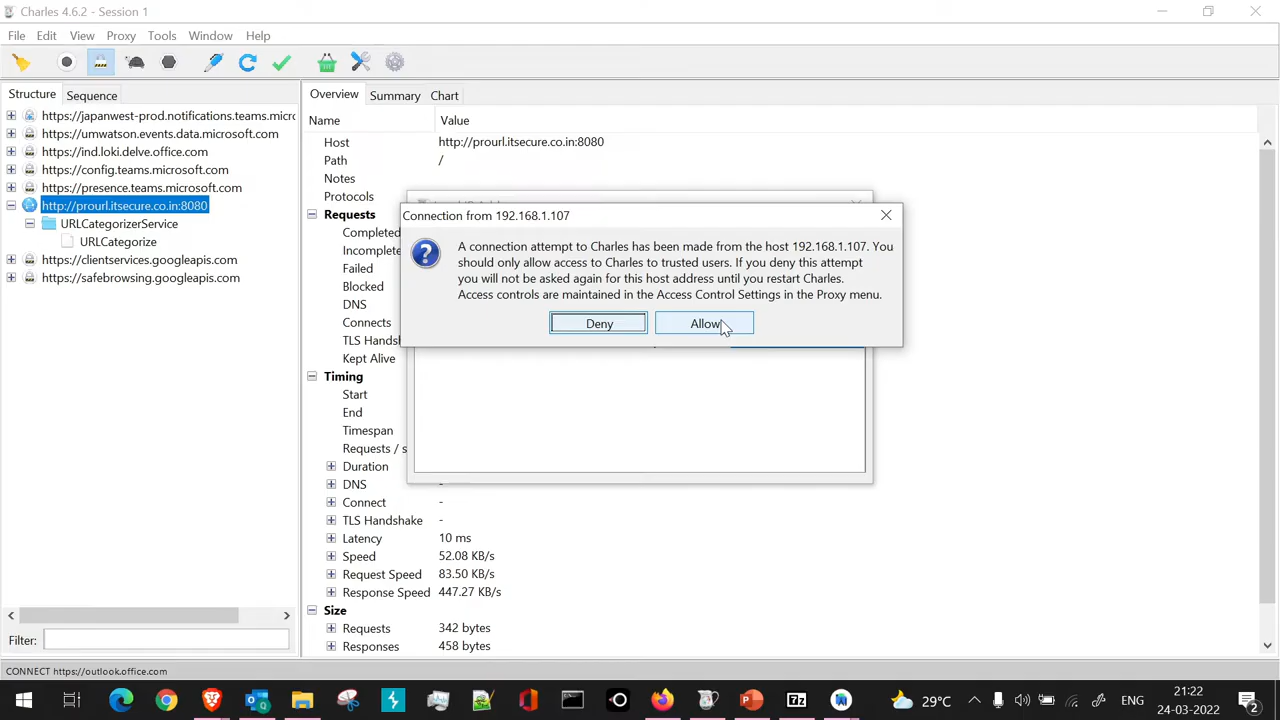 Charles 4.6.2 - Session 1
File Edit View Proxy Tools Window Help
Structure Sequence
https://japanwest-prod.notifications.teams.micr
https://umwatson.events.data.microsoft.com
https://ind.loki.delve.office.com
https://config.teams.microsoft.com
https://presence.teams.microsoft.com
http://prourl.itsecure.co.in:8080
URLCategorizerService
URLCategorize
https://clientservices.googleapis.com
https://safebrowsing.googleapis.com
Filter:
Overview Summary Chart
Name Value
Host http://prourl.itsecure.co.in:8080
Path /
Notes
Protocols
Requests
Completed
Incomplete
Failed
Blocked
DNS
Connects
TLS Handsh
Kept Alive
Timing
Start
End
Timespan
Requests / s
Duration
DNS -
Connect -
TLS Handshake -
Latency 10 ms
Speed 52.08 KB/s
Request Speed 83.50 KB/s
Response Speed 447.27 KB/s
Size
Requests 342 bytes
Responses 458 bytes
Connection from 192.168.1.107
A connection attempt to Charles has been made from the host 192.168.1.107. You
should only allow access to Charles to trusted users. If you deny this attempt
you will not be asked again for this host address until you restart Charles.
Access controls are maintained in the Access Control Settings in the Proxy menu.
Deny Allow
CONNECT https://outlook.office.com
29°C ENG 21:22
24-03-2022
2